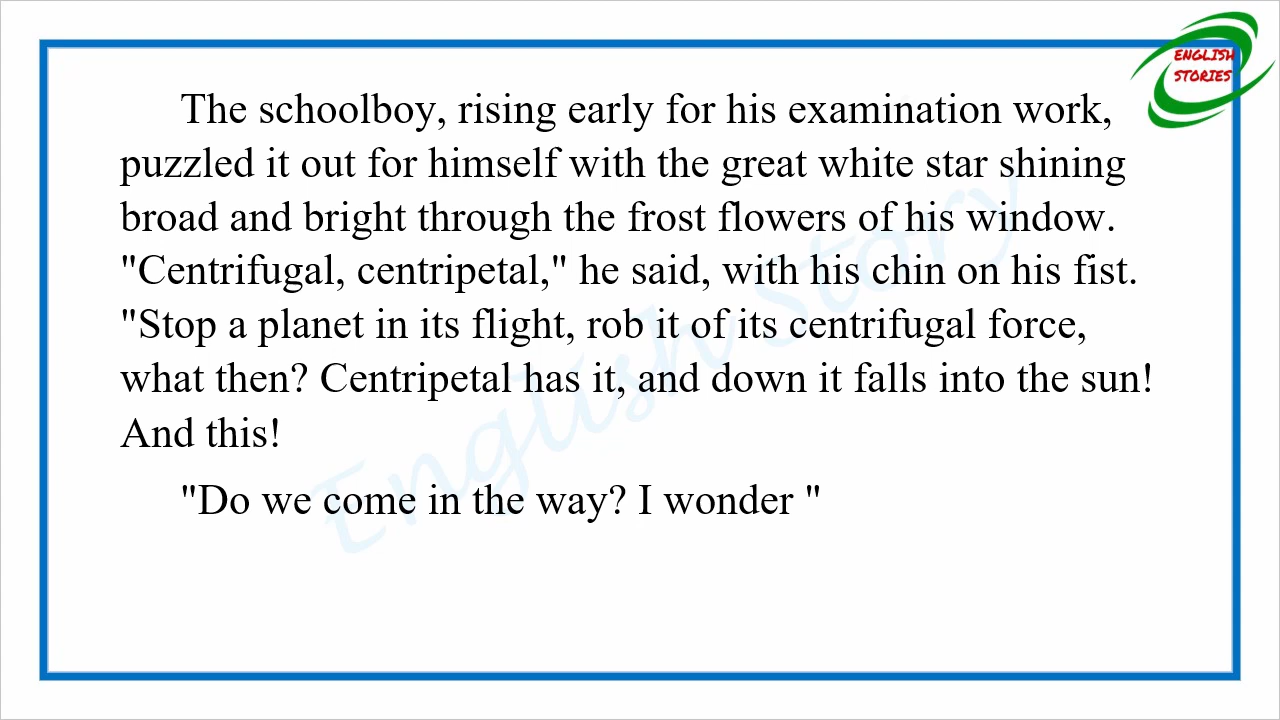 ENGLISH
STORIES
The schoolboy, rising early for his examination work,
puzzled it out for himself with the great white star shining
broad and bright through the frost flowers of his window.
"Centrifugal, centripetal," he said, with his chin on his fist.
"Stop a planet in its flight, rob it of its centrifugal force,
what then? Centripetal has it, and down it falls into the sun!
And this!
"Do we come in the way? I wonder "
English Story